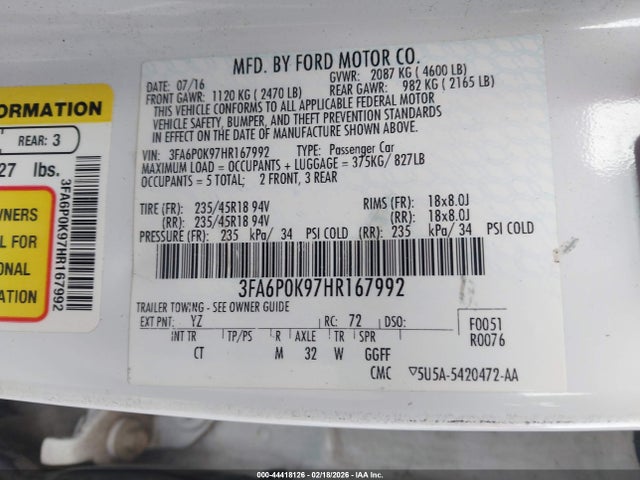 ORMATION
REAR: 3
27 lbs.
WNERS
L FOR
ONAL
ION
3FA6P0K97HR167992
MFD. BY FORD MOTOR CO.
DATE: 07/16 GVWR: 2087 KG (4600 LB)
FRONT GAWR: 1120 KG (2470 LB) REAR GAWR: 982 KG (2165 LB)
THIS VEHICLE CONFORMS TO ALL APPLICABLE FEDERAL MOTOR
VEHICLE SAFETY, BUMPER, AND THEFT PREVENTION STANDARDS
IN EFFECT ON THE DATE OF MANUFACTURE SHOWN ABOVE.
VIN: 3FA6P0K97HR167992 TYPE: Passenger Car
MAXIMUM LOAD = OCCUPANTS + LUGGAGE = 375KG/ 827LB
OCCUPANTS = 5 TOTAL; 2 FRONT, 3 REAR
TIRE (FR): 235/45R18 94V RIMS (FR): 18x8.0J
(RR): 235/45R18 94V (RR): 18x8.0J
PRESSURE (FR): 235 kPa/ 34 PSI COLD (RR): 235 kPa/ 34 PSI COLD
3FA6P0K97HR167992
TRAILER TOWING - SEE OWNER GUIDE
EXT PNT: YZ RC: 72 DSO: F0051
INT TR TP/PS R AXLE TR SPR R0076
CT M 32 W GGFF
CMC ▽5U5A-5420472-AA
000-44418126 - 02/18/2026 - IAA Inc.